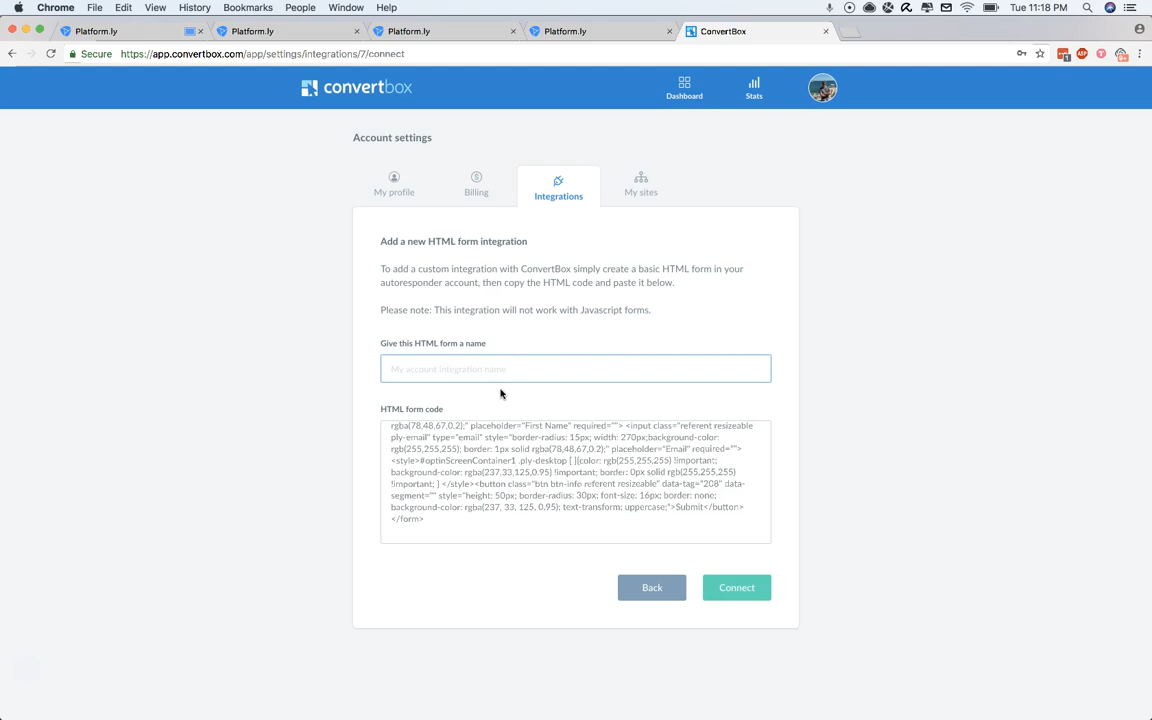 Chrome File Edit View History Bookmarks People Window Help Tue 11:18 PM
Platform.ly Platform.ly Platform.ly Platform.ly ConvertBox
Secure https://app.convertbox.com/app/settings/integrations/7/connect
convertbox
Dashboard Stats
Account settings
My profile Billing Integrations My sites
Add a new HTML form integration
To add a custom integration with ConvertBox simply create a basic HTML form in your
autoresponder account, then copy the HTML code and paste it below.
Please note: This integration will not work with Javascript forms.
Give this HTML form a name
My account integration name
HTML form code
rgba(78,48,67,0.2);" placeholder="First Name" required=""> <input class="referent resizeable
ply-email" type="email" style="border-radius: 15px; width: 270px;background-color:
rgb(255,255,255); border: 1px solid rgba(78,48,67,0.2);" placeholder="Email" required="">
<style>#optinScreenContainer1 .ply-desktop [ ]{color: rgb(255,255,255) !important;
background-color: rgba(237,33,125,0.95) !important; border: 0px solid rgb(255,255,255)
!important; } </style><button class="btn btn-info referent resizeable" data-tag="208" data-
segment="" style="height: 50px; border-radius: 30px; font-size: 16px; border: none;
background-color: rgba(237, 33, 125, 0.95); text-transform: uppercase;">Submit</button>
</form>
Back Connect